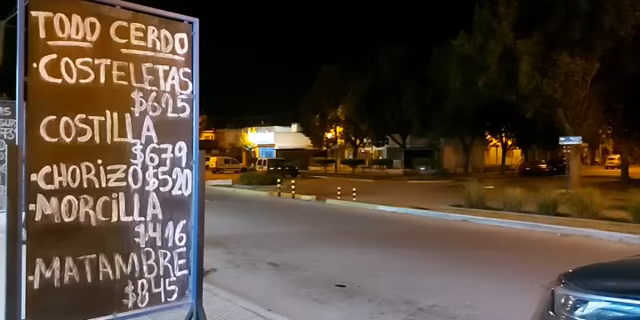 TODO CERDO
·COSTELETAS
$625
COSTILLA
$679
·CHORIZO $520
·MORCILLA
$416
·MATAMBRE
$845